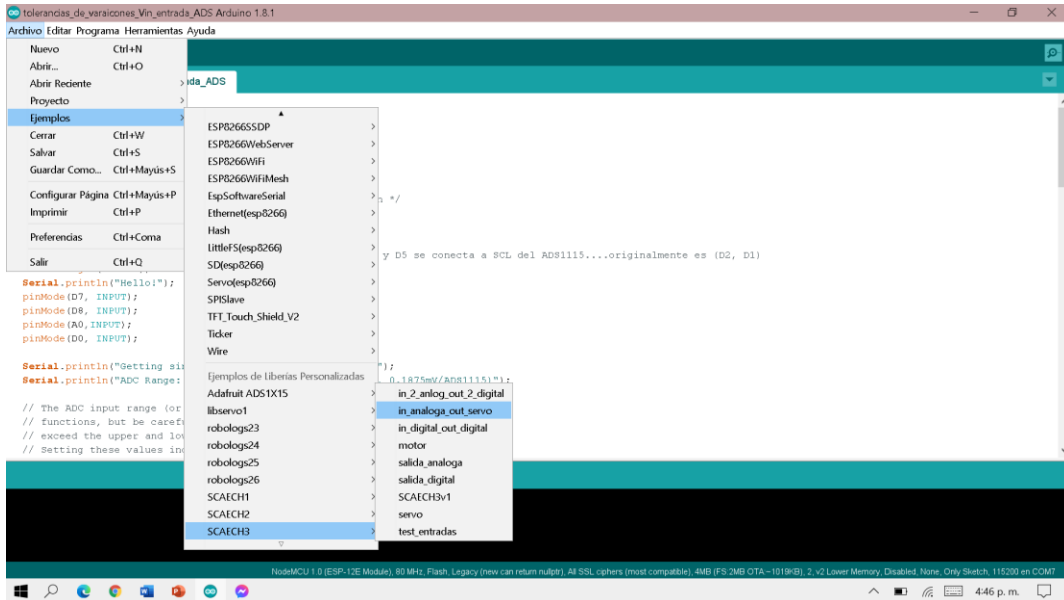 tolerancias_de_varaicones_Vin_entrada_ADS Arduino 1.8.1
Archivo Editar Programa Herramientas Ayuda
Nuevo Ctrl+N
Abrir... Ctrl+O
Abrir Reciente
Proyecto
Ejemplos
Cerrar Ctrl+W
Salvar Ctrl+S
Guardar Como... Ctrl+Mayús+S
Configurar Página Ctrl+Mayús+P
Imprimir Ctrl+P
Preferencias Ctrl+Coma
Salir Ctrl+Q
ada_ADS
ESP8266SSDP
ESP8266WebServer
ESP8266WiFi
ESP8266WiFiMesh
EspSoftwareSerial
Ethernet(esp8266)
Hash
LittleFS(esp8266)
SD(esp8266)
Servo(esp8266)
SPISlave
TFT_Touch_Shield_V2
Ticker
Wire
Ejemplos de Liberías Personalizadas
Adafruit ADS1X15
libservo1
robologs23
robologs24
robologs25
robologs26
SCAECH1
SCAECH2
SCAECH3
in_2_anlog_out_2_digital
in_analoga_out_servo
in_digital_out_digital
motor
salida_analoga
salida_digital
SCAECH3v1
servo
test_entradas
n */
y D5 se conecta a SCL del ADS1115....originalmente es (D2, D1)
Serial.println("Hello!");
pinMode(D7, INPUT);
pinMode(D8, INPUT);
pinMode(A0,INPUT);
pinMode(D0, INPUT);
Serial.println("Getting si ");
Serial.println("ADC Range: 0.1875mV/ADS1115)");
// The ADC input range (or
// functions, but be caref
// exceed the upper and lo
// Setting these values in
NodeMCU 1.0 (ESP-12E Module), 80 MHz, Flash, Legacy (new can return nullptr), All SSL ciphers (most compatible), 4MB (FS:2MB OTA:~1019KB), 2, v2 Lower Memory, Disabled, None, Only Sketch, 115200 en COM7
4:46 p. m.